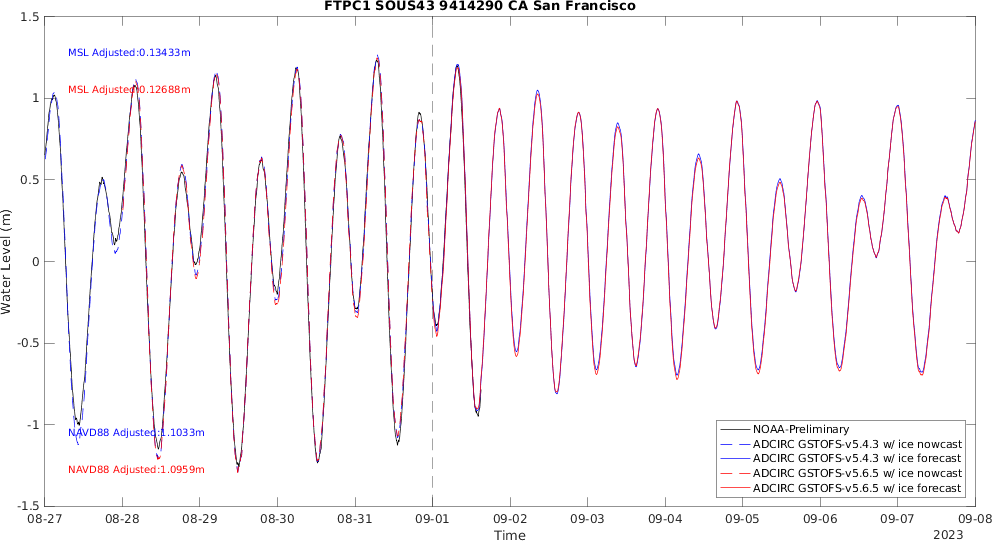 FTPC1 SOUS43 9414290 CA San Francisco
1.5
1
0.5
0
-0.5
-1
-1.5
Water Level (m)
MSL Adjusted:0.13433m
MSL Adjusted:0.12688m
NAVD88 Adjusted:1.1033m
NAVD88 Adjusted:1.0959m
NOAA-Preliminary
ADCIRC GSTOFS-v5.4.3 w/ ice nowcast
ADCIRC GSTOFS-v5.4.3 w/ ice forecast
ADCIRC GSTOFS-v5.6.5 w/ ice nowcast
ADCIRC GSTOFS-v5.6.5 w/ ice forecast
08-27 08-28 08-29 08-30 08-31 09-01 09-02 09-03 09-04 09-05 09-06 09-07 09-08
Time
2023